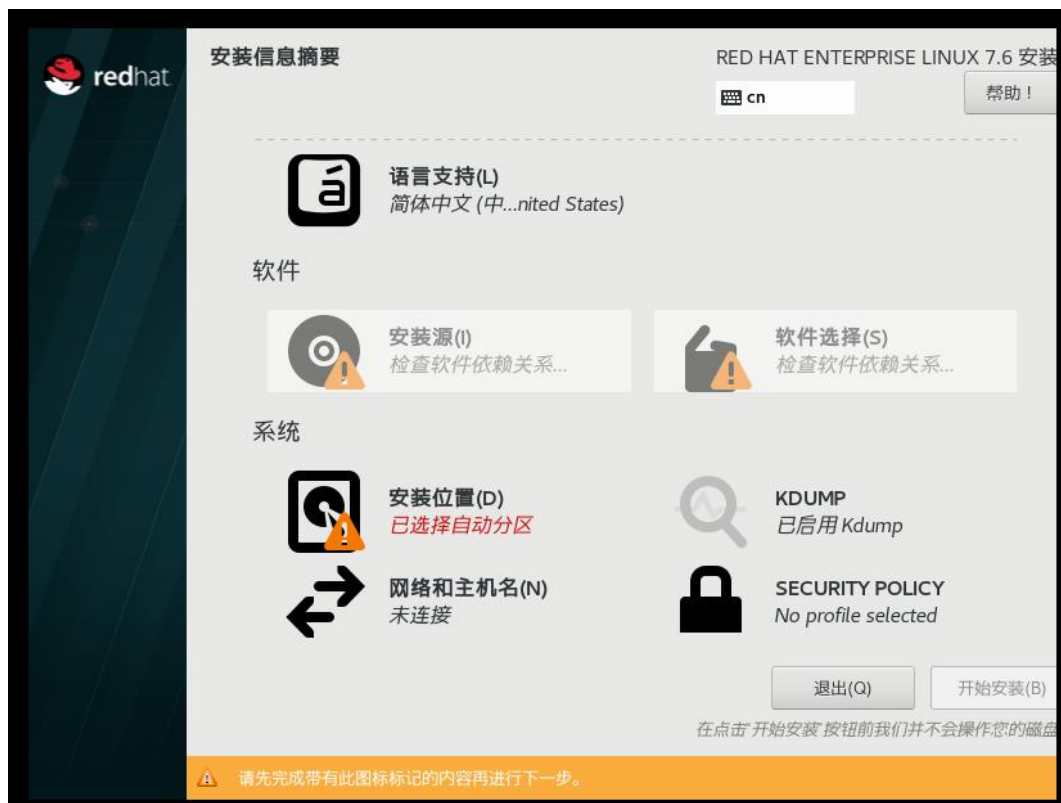 redhat.
安装信息摘要
RED HAT ENTERPRISE LINUX 7.6 安装
cn
帮助！
语言支持(L)
简体中文 (中...nited States)
软件
安装源(I)
检查软件依赖关系...
软件选择(S)
检查软件依赖关系...
系统
安装位置(D)
已选择自动分区
KDUMP
已启用 Kdump
网络和主机名(N)
未连接
SECURITY POLICY
No profile selected
退出(Q)
开始安装(B)
在点击'开始安装'按钮前我们并不会操作您的磁盘
请先完成带有此图标标记的内容再进行下一步。